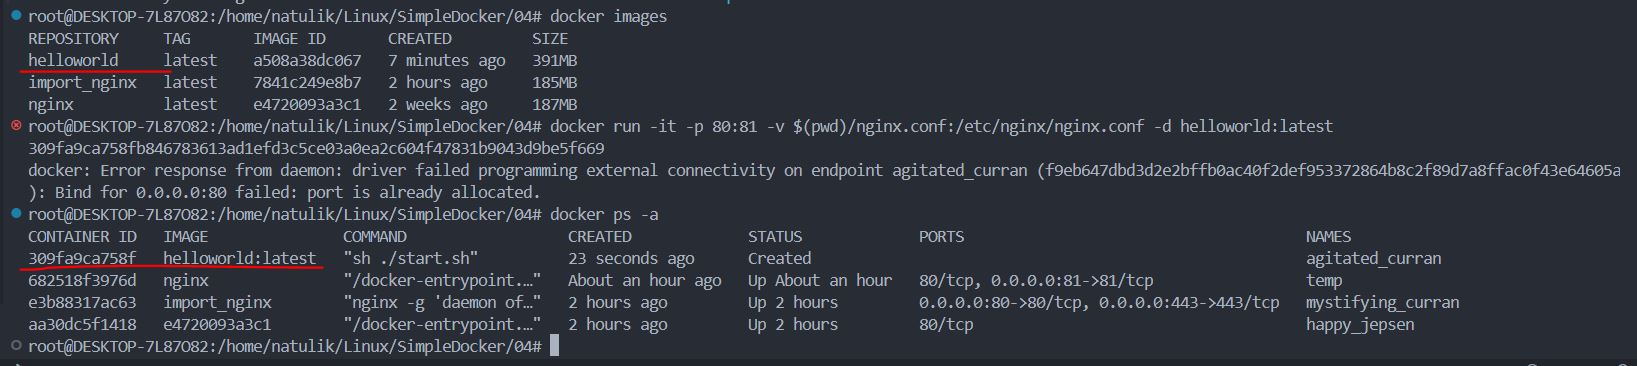 root@DESKTOP-7L87O82:/home/natulik/Linux/SimpleDocker/04# docker images
REPOSITORY TAG IMAGE ID CREATED SIZE
helloworld latest a508a38dc067 7 minutes ago 391MB
import_nginx latest 7841c249e8b7 2 hours ago 185MB
nginx latest e4720093a3c1 2 weeks ago 187MB
root@DESKTOP-7L87O82:/home/natulik/Linux/SimpleDocker/04# docker run -it -p 80:81 -v $(pwd)/nginx.conf:/etc/nginx/nginx.conf -d helloworld:latest
309fa9ca758fb846783613ad1efd3c5ce03a0ea2c604f47831b9043d9be5f669
docker: Error response from daemon: driver failed programming external connectivity on endpoint agitated_curran (f9eb647dbd3d2e2bffb0ac40f2def953372864b8c2f89d7a8ffac0f43e64605a
): Bind for 0.0.0.0:80 failed: port is already allocated.
root@DESKTOP-7L87O82:/home/natulik/Linux/SimpleDocker/04# docker ps -a
CONTAINER ID IMAGE COMMAND CREATED STATUS PORTS NAMES
309fa9ca758f helloworld:latest "sh ./start.sh" 23 seconds ago Created agitated_curran
682518f3976d nginx "/docker-entrypoint.…" About an hour ago Up About an hour 80/tcp, 0.0.0.0:81->81/tcp temp
e3b88317ac63 import_nginx "nginx -g 'daemon of…" 2 hours ago Up 2 hours 0.0.0.0:80->80/tcp, 0.0.0.0:443->443/tcp mystifying_curran
aa30dc5f1418 e4720093a3c1 "/docker-entrypoint.…" 2 hours ago Up 2 hours 80/tcp happy_jepsen
root@DESKTOP-7L87O82:/home/natulik/Linux/SimpleDocker/04#